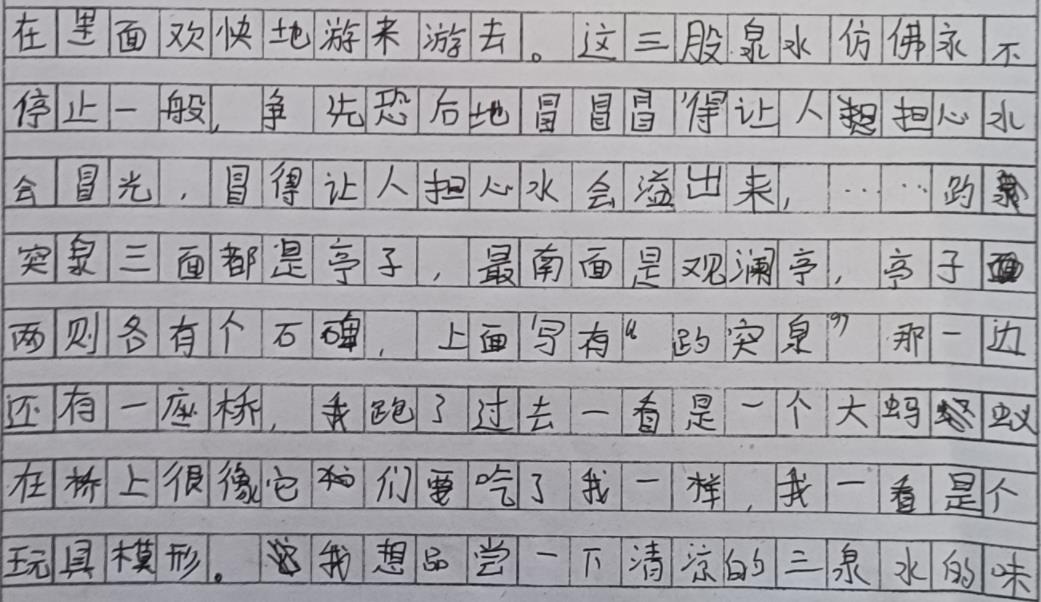 在里面欢快地游来游去。这三股泉水仿佛永不
停止一般,争先恐后地冒冒冒得让人担心水
会冒光,冒得让人担心水会溢出来,……趵
突泉三面都是亭子,最南面是观澜亭,亭子面
两则各有个石碑,上面写有“趵突泉”那一边
还有一座桥,我跑了过去一看是一个大蚂蚁
在桥上很像它们要吃了我一样,我一看是个
玩具模形。我想品尝一下清凉的三泉水的味